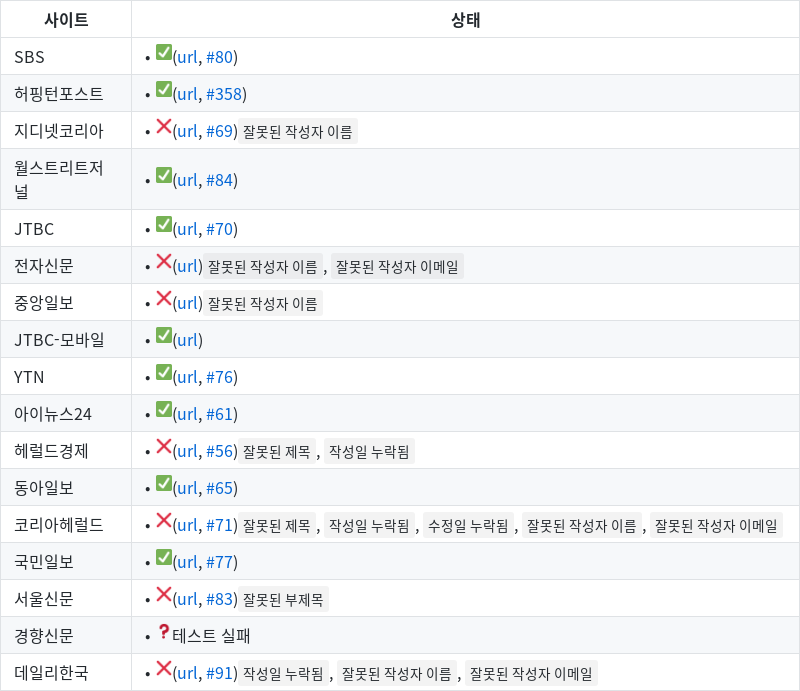 사이트 상태
SBS • ✅(url, #80)
허핑턴포스트 • ✅(url, #358)
지디넷코리아 • ❌(url, #69) 잘못된 작성자 이름
월스트리트저
널 • ✅(url, #84)
JTBC • ✅(url, #70)
전자신문 • ❌(url) 잘못된 작성자 이름 , 잘못된 작성자 이메일
중앙일보 • ❌(url) 잘못된 작성자 이름
JTBC-모바일 • ✅(url)
YTN • ✅(url, #76)
아이뉴스24 • ✅(url, #61)
헤럴드경제 • ❌(url, #56) 잘못된 제목 , 작성일 누락됨
동아일보 • ✅(url, #65)
코리아헤럴드 • ❌(url, #71) 잘못된 제목 , 작성일 누락됨 , 수정일 누락됨 , 잘못된 작성자 이름 , 잘못된 작성자 이메일
국민일보 • ✅(url, #77)
서울신문 • ❌(url, #83) 잘못된 부제목
경향신문 • ❓테스트 실패
데일리한국 • ❌(url, #91) 작성일 누락됨 , 잘못된 작성자 이름 , 잘못된 작성자 이메일